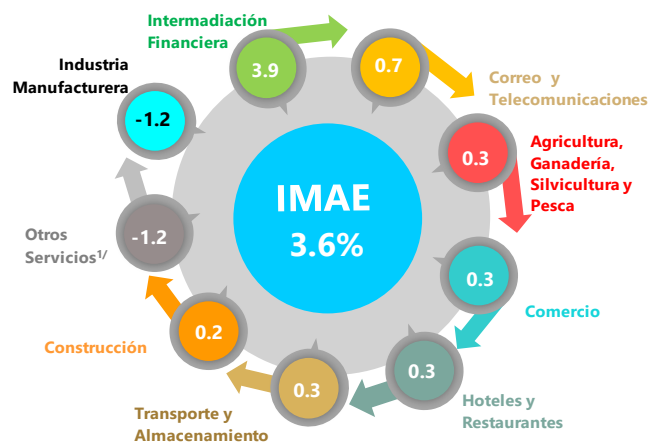 Intermadiación
Financiera
3.9
0.7
Correo y
Telecomunicaciones
0.3
Agricultura,
Ganadería,
Silvicultura y
Pesca
0.3
Comercio
0.3
Hoteles y
Restaurantes
0.3
Transporte y
Almacenamiento
0.2
Construcción
-1.2
Otros
Servicios1/
-1.2
Industria
Manufacturera
IMAE
3.6%